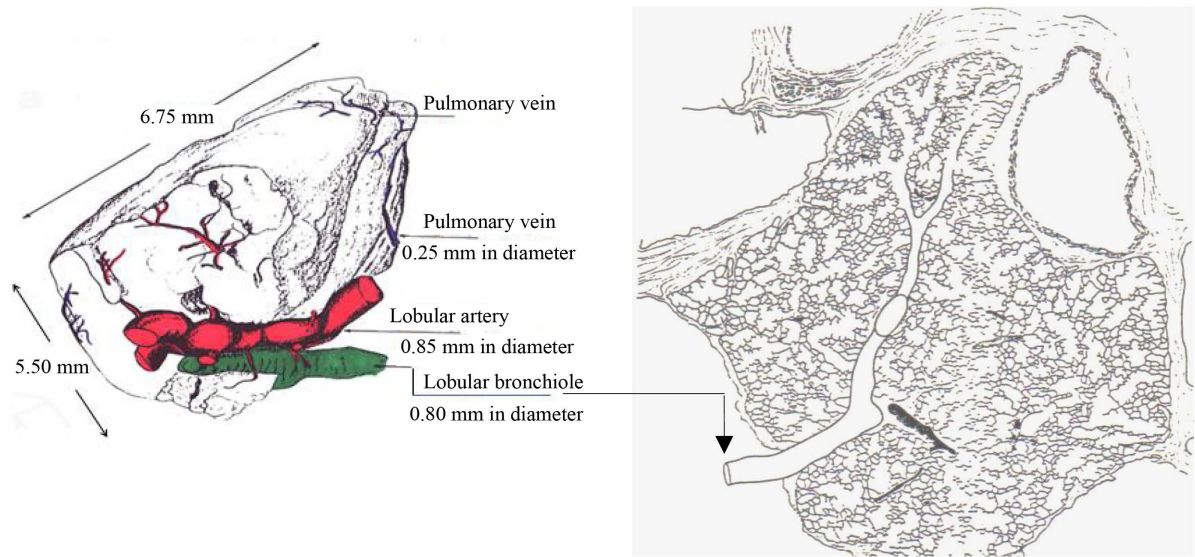 6.75 mm
Pulmonary vein
Pulmonary vein
0.25 mm in diameter
Lobular artery
0.85 mm in diameter
5.50 mm
Lobular bronchiole
0.80 mm in diameter